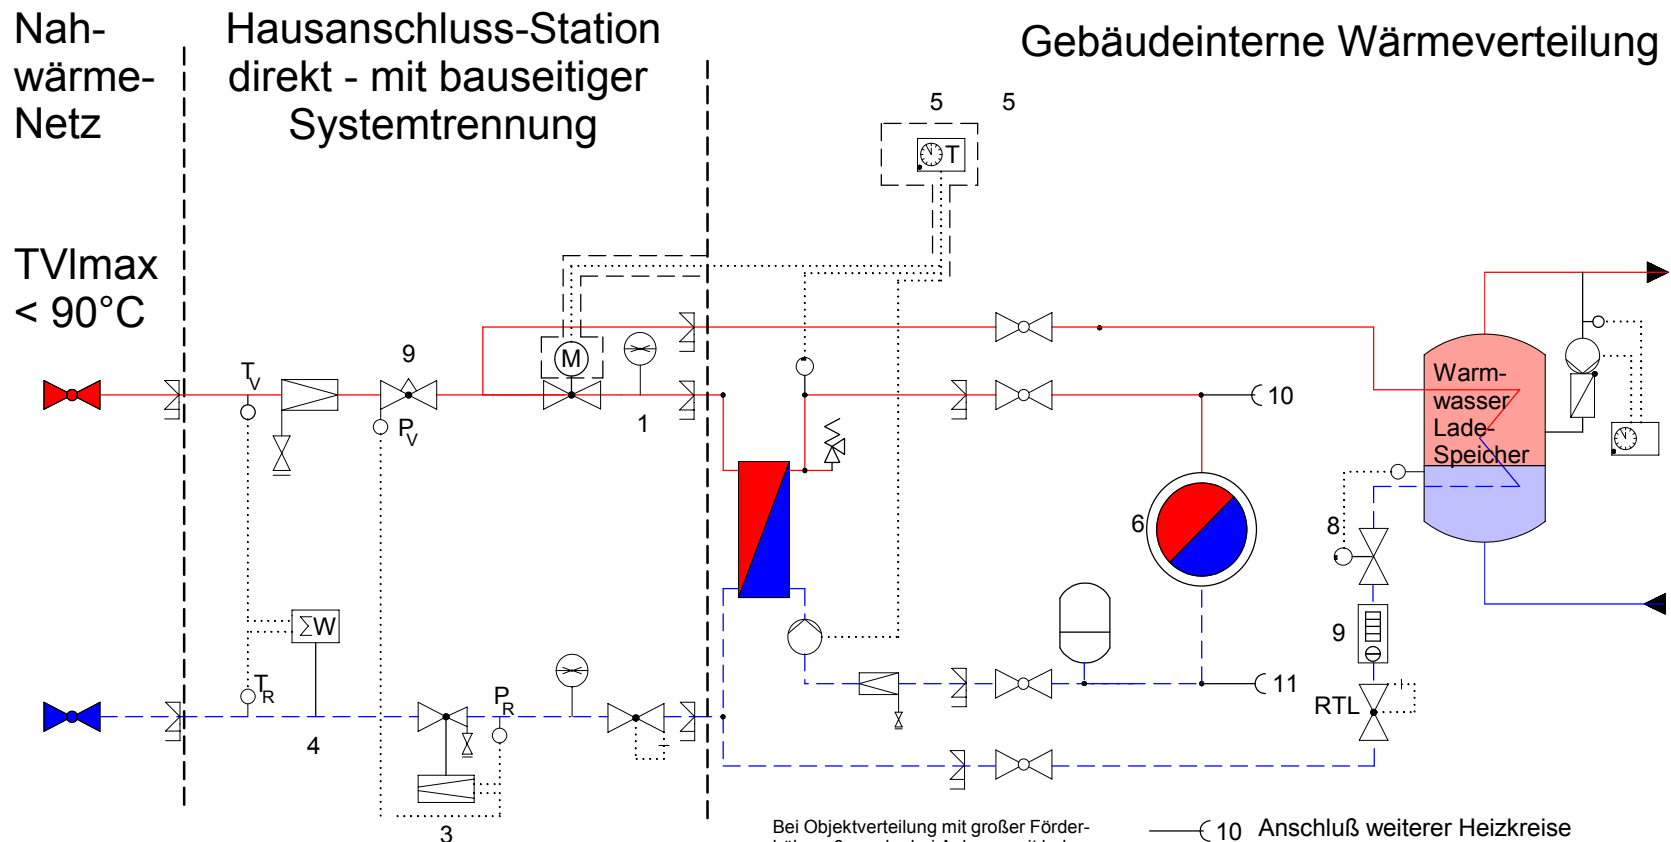 Nah-
wärme-
Netz
Hausanschluss-Station
direkt - mit bauseitiger
Systemtrennung
Gebäudeinterne Wärmeverteilung
5 5
T
TVlmax
< 90°C
M
9
TV
PV
1
10
Warm-
wasser
Lade-
Speicher
6
8
ΣW
9
11
TR
PR
RTL
4
3
Bei Objektverteilung mit großer Förder-
10 Anschluß weiterer Heizkreise